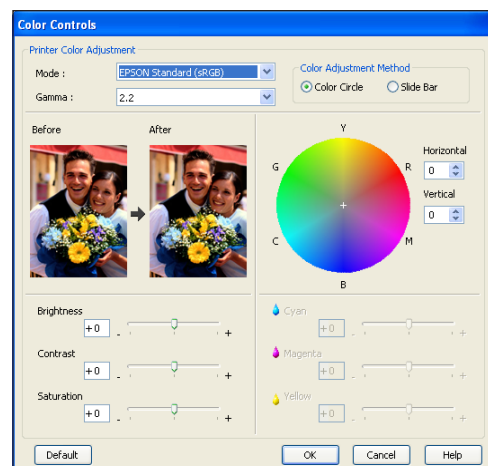 Color Controls
Printer Color Adjustment
Mode :
EPSON Standard (sRGB)
Gamma :
2.2
Color Adjustment Method
Color Circle
Slide Bar
Before
After
Y
G
R
C
M
B
Horizontal
0
Vertical
0
Brightness
+0
- +
Contrast
+0
- +
Saturation
+0
- +
Cyan
+0
- +
Magenta
+0
- +
Yellow
+0
- +
Default
OK
Cancel
Help